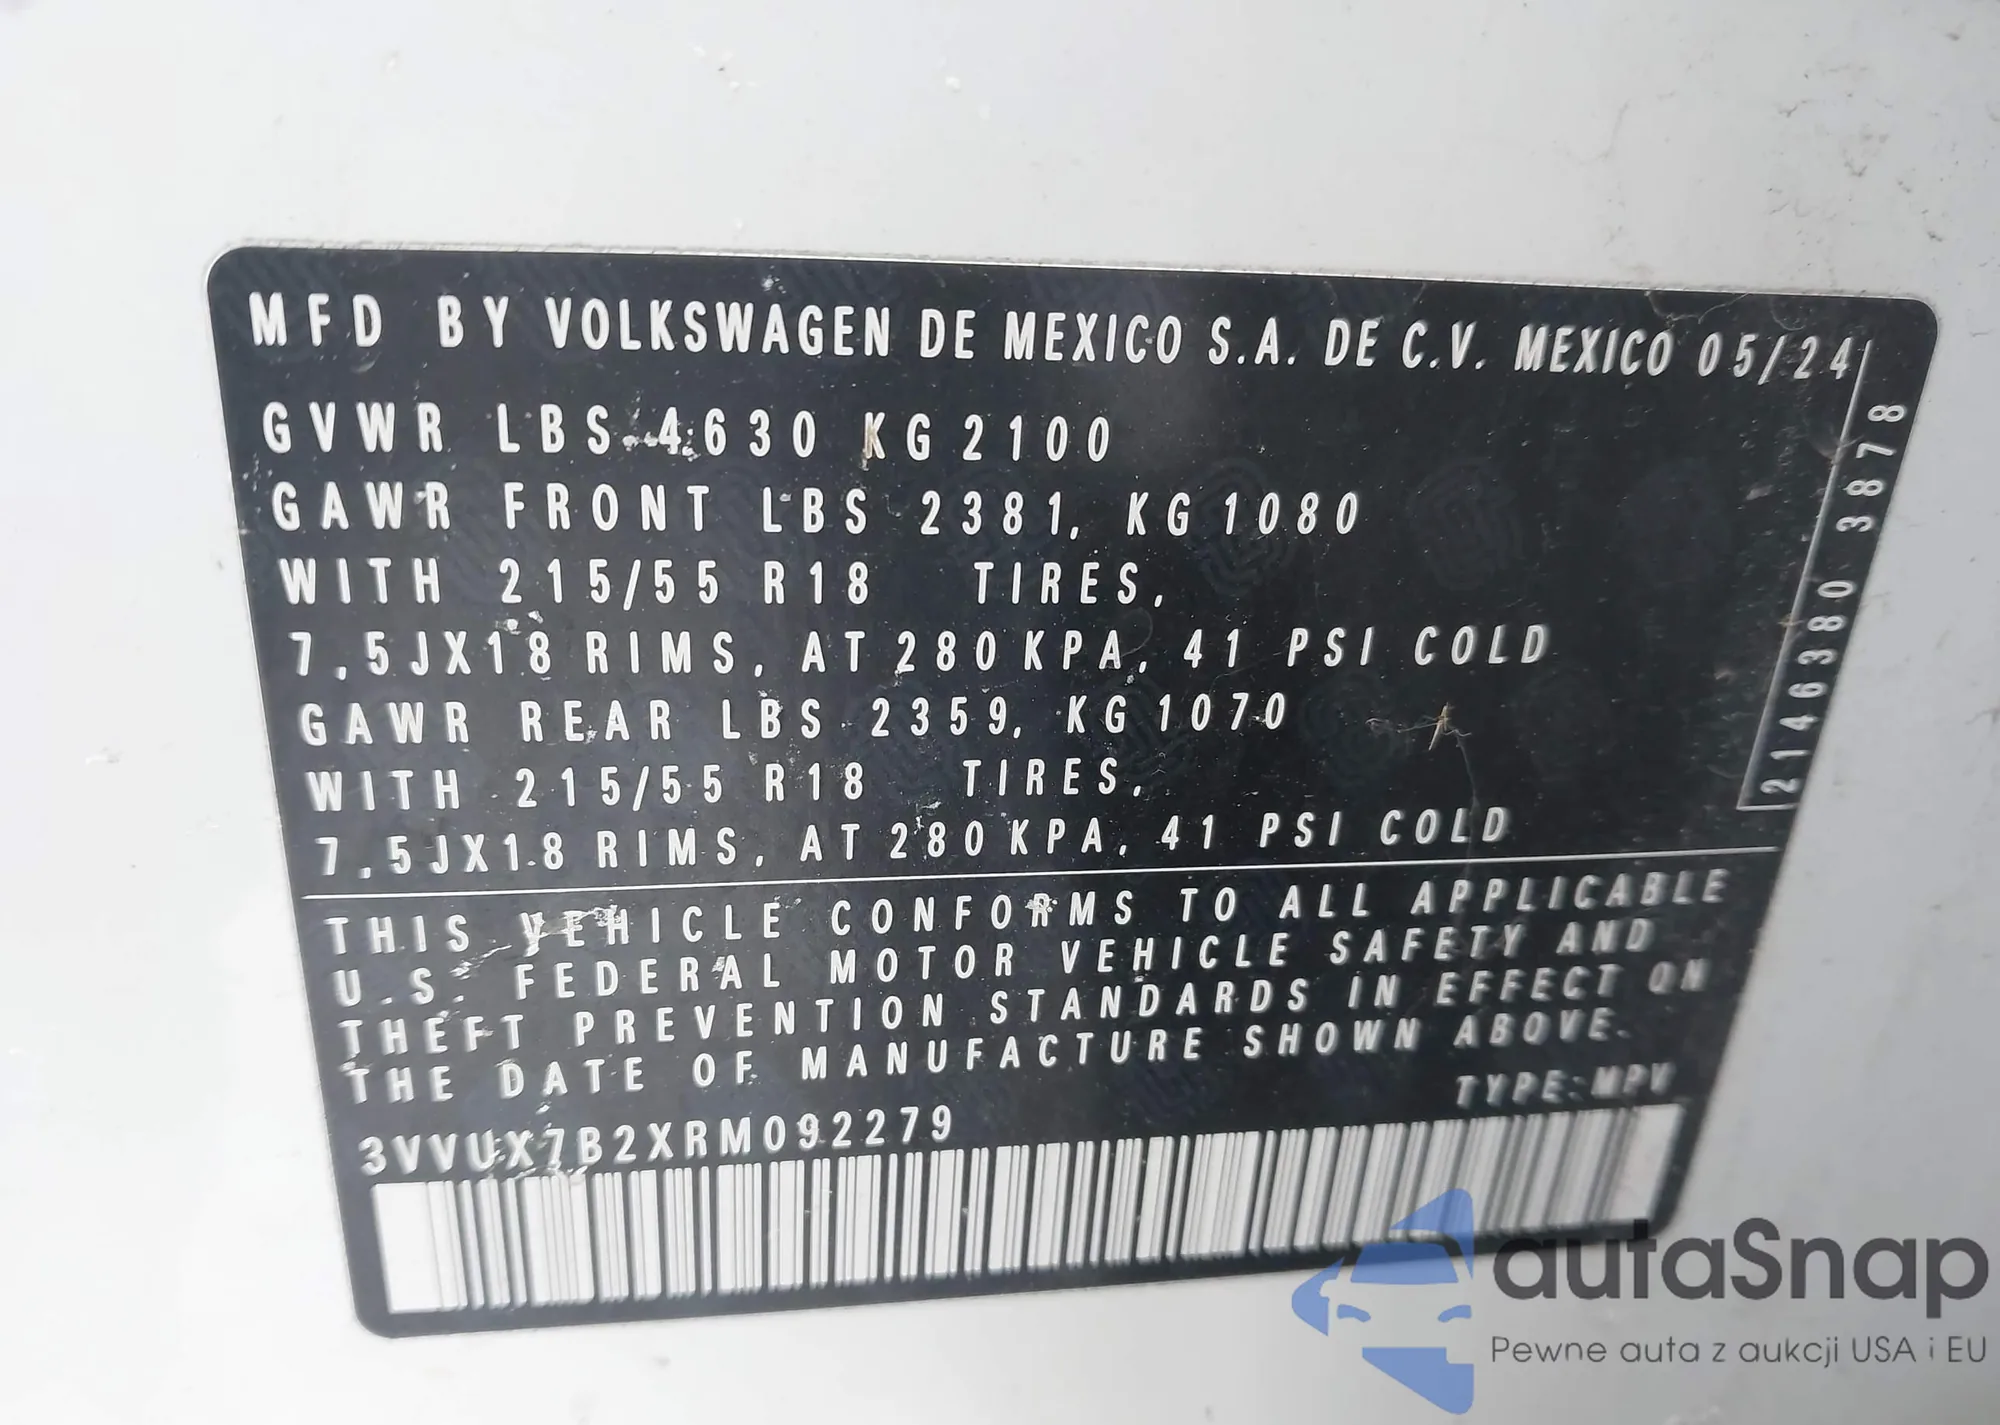 MFD BY VOLKSWAGEN DE MEXICO S.A. DE C.V. MEXICO 05/24
GVWR LBS 4630 KG 2100
GAWR FRONT LBS 2381, KG 1080
WITH 215/55 R18 TIRES,
7,5JX18 RIMS, AT 280 KPA, 41 PSI COLD
GAWR REAR LBS 2359, KG 1070
WITH 215/55 R18 TIRES,
7,5JX18 RIMS, AT 280 KPA, 41 PSI COLD
2146380 3878
THIS VEHICLE CONFORMS TO ALL APPLICABLE
U.S. FEDERAL MOTOR VEHICLE SAFETY AND
THEFT PREVENTION STANDARDS IN EFFECT ON
THE DATE OF MANUFACTURE SHOWN ABOVE.
TYPE: MPV
3VVUX7B2XRM092279
autaSnap
Pewne auta z aukcji USA i EU